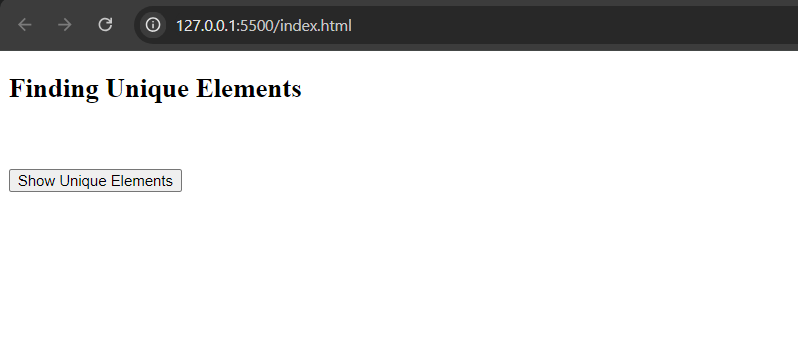 127.0.0.1:5500/index.html
Finding Unique Elements
Show Unique Elements